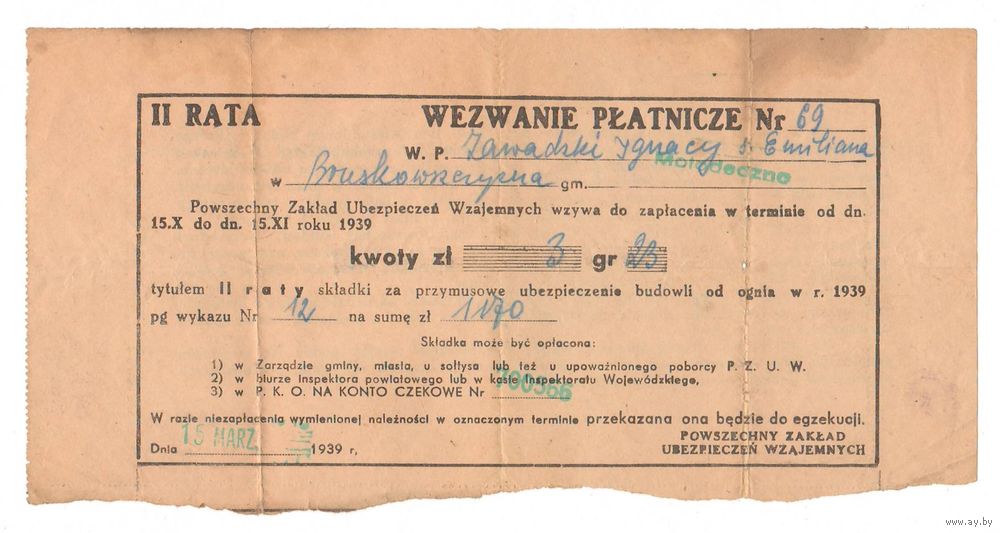 II RATA WEZWANIE PŁATNICZE Nr 69
W. P. Zawadzki Ignacy s. Emiliana
w Bruskowszczyzna gm. Mołodeczno
Powszechny Zakład Ubezpieczeń Wzajemnych wzywa do zapłacenia w terminie od dn.
15.X do dn. 15.XI roku 1939
kwoty zł 3 gr 23
tytułem II raty składki za przymusowe ubezpieczenie budowli od ognia w r. 1939
pg wykazu Nr 12 na sumę zł 1170
Składka może być opłacona:
1) w Zarządzie gminy, miasta, u sołtysa lub też u upoważnionego poborcy P. Z. U. W.
2) w biurze Inspektora powiatowego lub w kasie Inspektoratu Wojewódzkiego,
3) w P. K. O. NA KONTO CZEKOWE Nr 700366
W razie niezapłacenia wymienionej należności w oznaczonym terminie przekazana ona będzie do egzekucji.
Dnia 15 MARZ. 1939 r,
POWSZECHNY ZAKŁAD
UBEZPIECZEŃ WZAJEMNYCH
www.ay.by